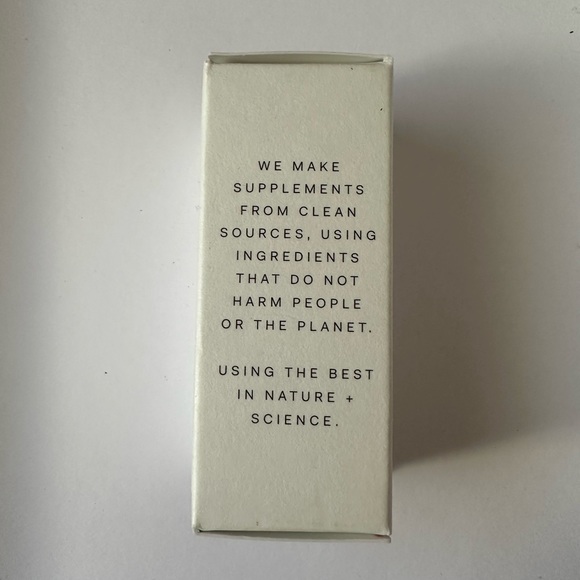 WE MAKE
SUPPLEMENTS
FROM CLEAN
SOURCES, USING
INGREDIENTS
THAT DO NOT
HARM PEOPLE
OR THE PLANET.
USING THE BEST
IN NATURE +
SCIENCE.